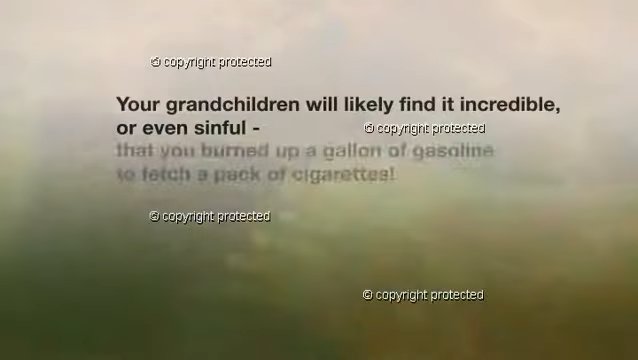 © copyright protected
Your grandchildren will likely find it incredible,
or even sinful -
© copyright protected
that you burned up a gallon of gasoline
to fetch a pack of cigarettes!
© copyright protected
© copyright protected